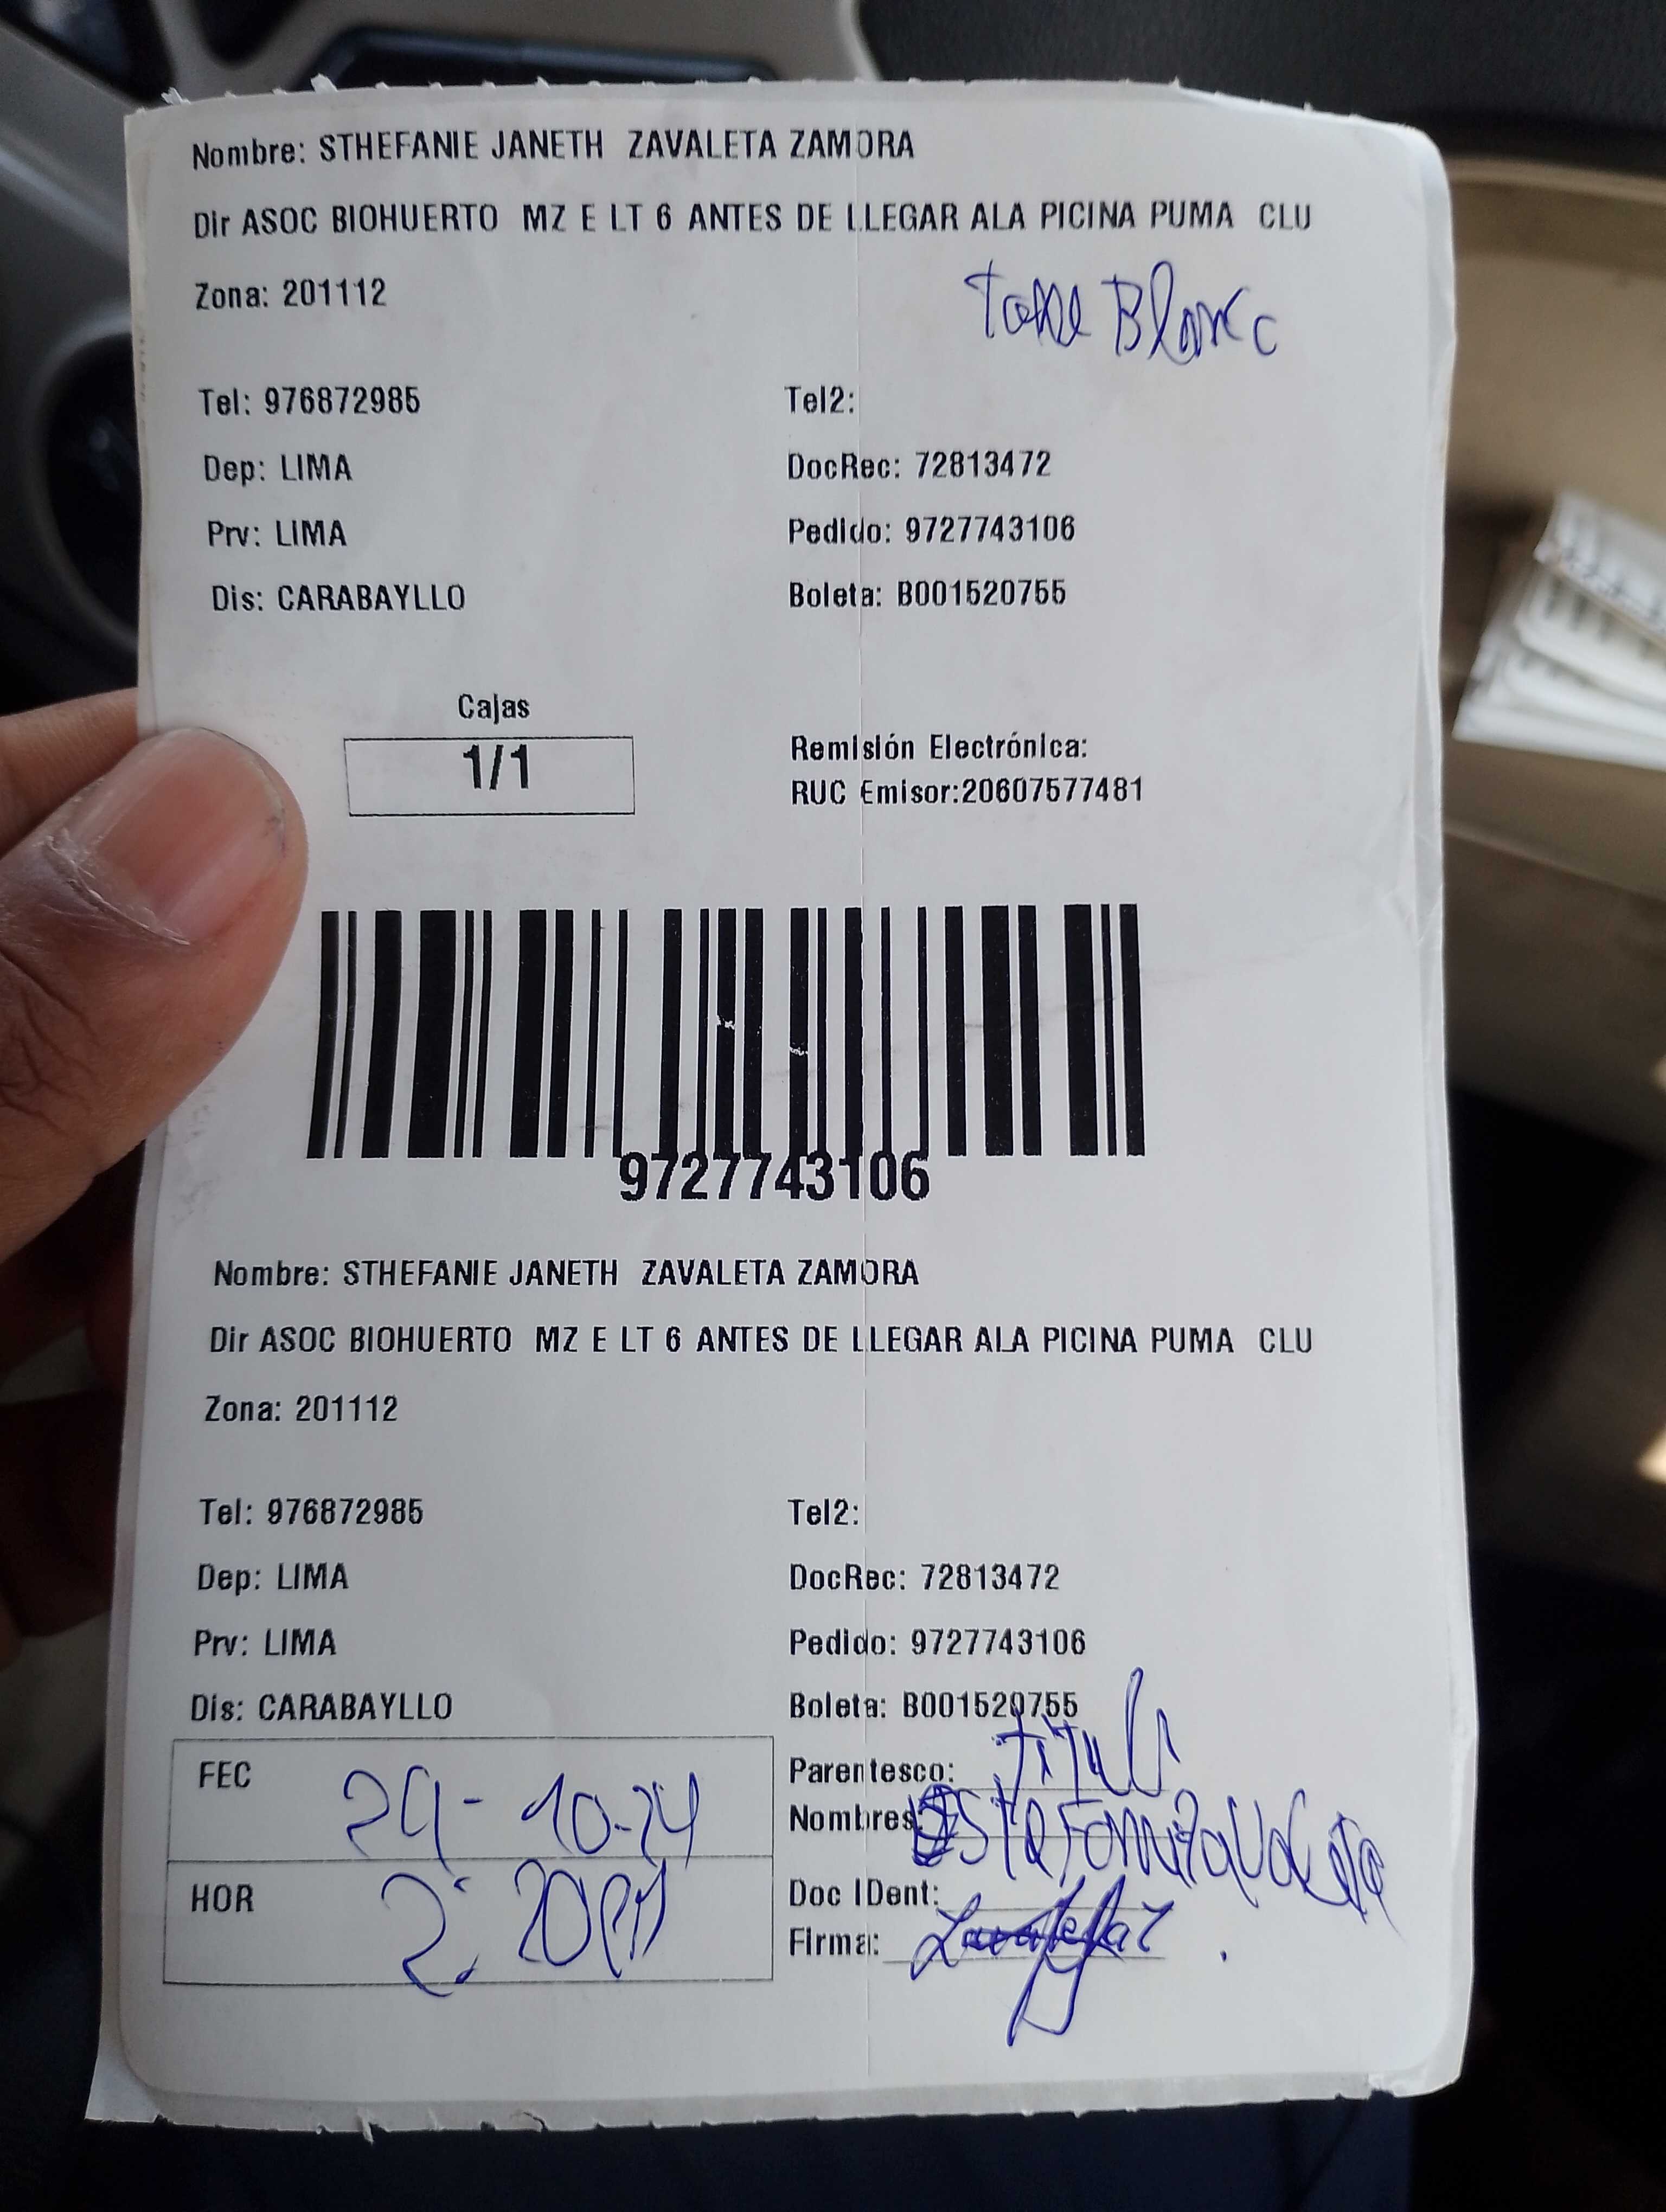 Nombre: STHEFANIE JANETH ZAVALETA ZAMORA
Dir ASOC BIOHUERTO MZ E LT 6 ANTES DE LLEGAR ALA PICINA PUMA CLU
Zona: 201112
Blanc
Tel: 976872985 Tel2:
Dep: LIMA DocRec: 72813472
Prv: LIMA Pedido: 9727743106
Dis: CARABAYLLO Boleta: B001520755
Cajas
1/1
Remisión Electrónica:
RUC Emisor:20607577481
9727743106
Nombre: STHEFANIE JANETH ZAVALETA ZAMORA
Dir ASOC BIOHUERTO MZ E LT 6 ANTES DE LLEGAR ALA PICINA PUMA CLU
Zona: 201112
Tel: 976872985 Tel2:
Dep: LIMA DocRec: 72813472
Prv: LIMA Pedido: 9727743106
Dis: CARABAYLLO Boleta: B001520755
FEC 29-10-24
HOR 2:20PM
Parentesco:
Nombres:
Doc IDent:
Firma: